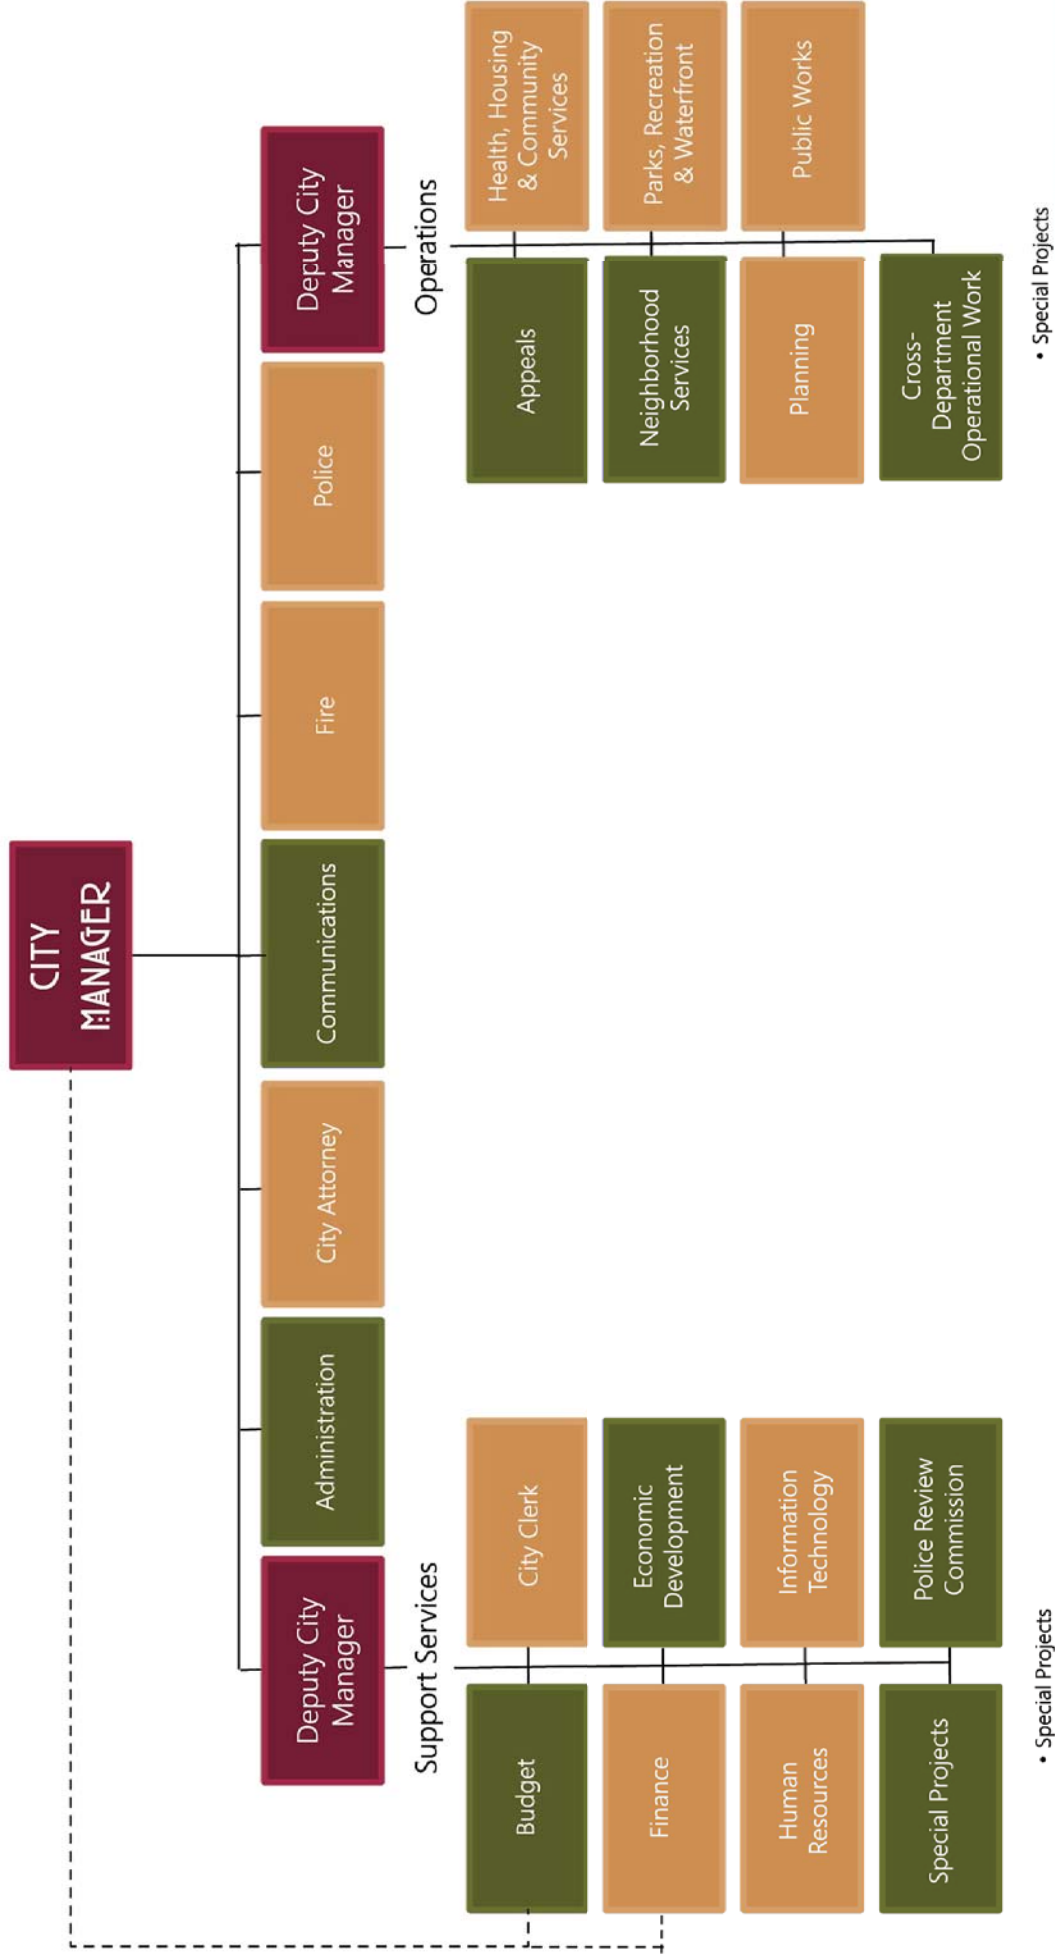 CITY
MANAGER
Deputy City
Manager
Administration
City Attorney
Communications
Fire
Police
Deputy City
Manager
Support Services
Operations
Budget
City Clerk
Finance
Economic
Development
Human
Resources
Information
Technology
Special Projects
Police Review
Commission
• Special Projects
Appeals
Health, Housing
& Community
Services
Neighborhood
Services
Parks, Recreation
& Waterfront
Planning
Public Works
Cross-
Department
Operational Work
• Special Projects